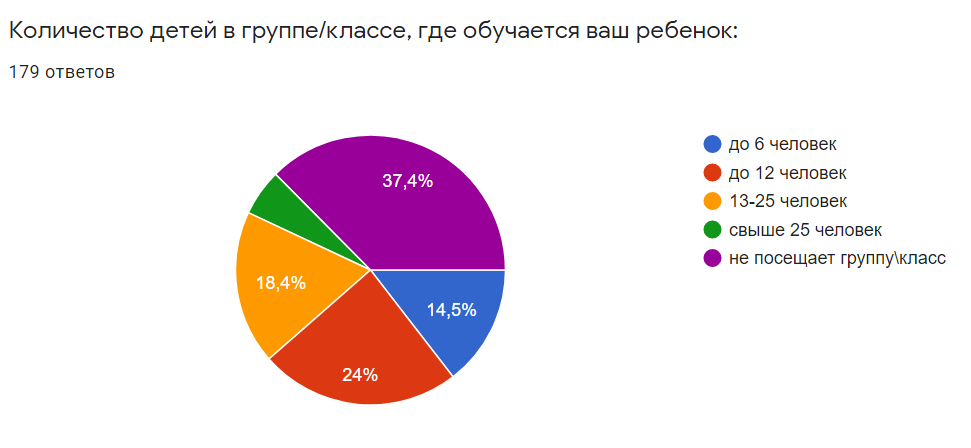 Количество детей в группе/классе, где обучается ваш ребенок:
179 ответов
37,4%
18,4%
14,5%
24%
до 6 человек
до 12 человек
13-25 человек
свыше 25 человек
не посещает группу\класс